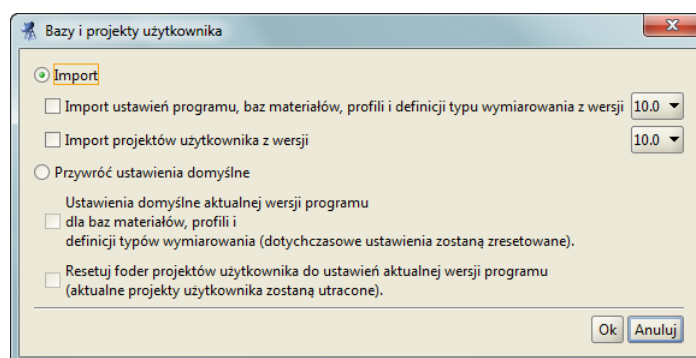 Bazy i projekty użytkownika
Import
Import ustawień programu, baz materiałów, profili i definicji typu wymiarowania z wersji 10.0
Import projektów użytkownika z wersji 10.0
Przywróć ustawienia domyślne
Ustawienia domyślne aktualnej wersji programu
dla baz materiałów, profili i
definicji typów wymiarowania (dotychczasowe ustawienia zostaną zresetowane).
Resetuj foder projektów użytkownika do ustawień aktualnej wersji programu
(aktualne projekty użytkownika zostaną utracone).
Ok Anuluj